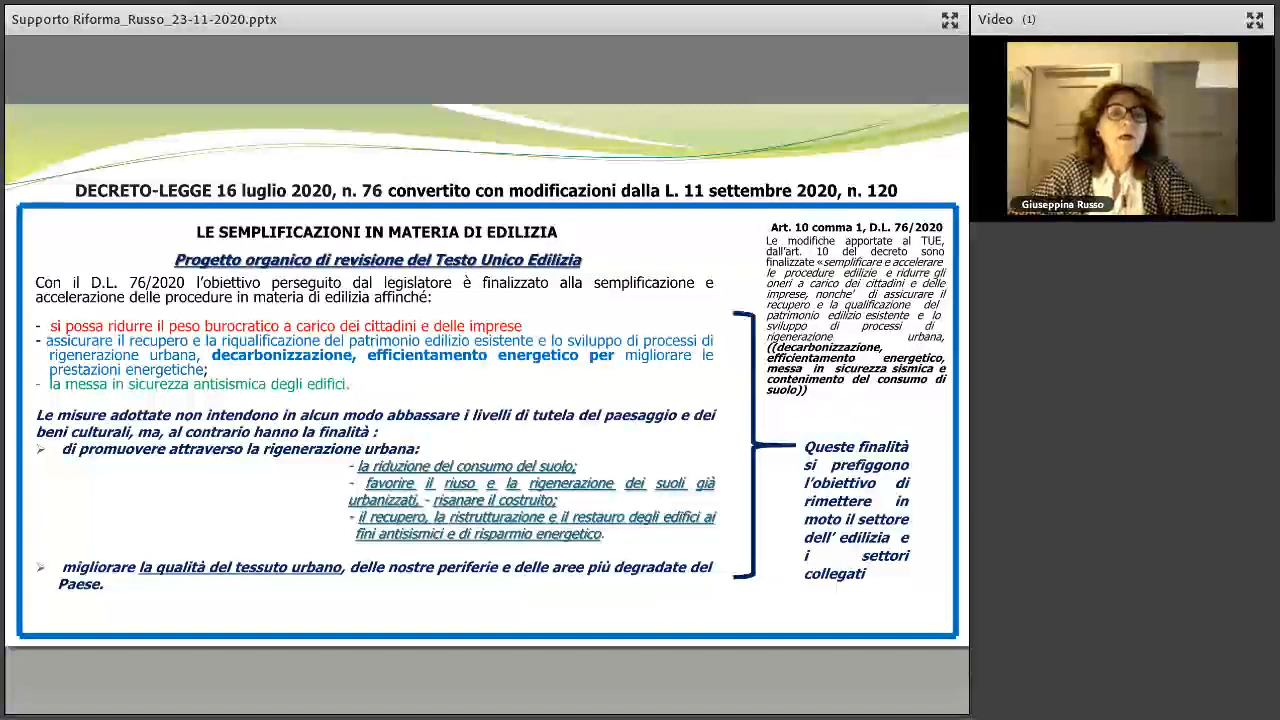 Supporto Riforma_Russo_23-11-2020.pptx
Video (1)
Giuseppina Russo
DECRETO-LEGGE 16 luglio 2020, n. 76 convertito con modificazioni dalla L. 11 settembre 2020, n. 120
LE SEMPLIFICAZIONI IN MATERIA DI EDILIZIA
Progetto organico di revisione del Testo Unico Edilizia
Con il D.L. 76/2020 l'obiettivo perseguito dal legislatore è finalizzato alla semplificazione e
accelerazione delle procedure in materia di edilizia affinché:
- si possa ridurre il peso burocratico a carico dei cittadini e delle imprese
- assicurare il recupero e la riqualificazione del patrimonio edilizio esistente e lo sviluppo di processi di
rigenerazione urbana, decarbonizzazione, efficientamento energetico per migliorare le
prestazioni energetiche;
- la messa in sicurezza antisismica degli edifici.
Le misure adottate non intendono in alcun modo abbassare i livelli di tutela del paesaggio e dei
beni culturali, ma, al contrario hanno la finalità :
➢ di promuovere attraverso la rigenerazione urbana:
- la riduzione del consumo del suolo;
- favorire il riuso e la rigenerazione dei suoli già
urbanizzati, - risanare il costruito;
- il recupero, la ristrutturazione e il restauro degli edifici ai
fini antisismici e di risparmio energetico.
➢ migliorare la qualità del tessuto urbano, delle nostre periferie e delle aree più degradate del
Paese.
Art. 10 comma 1, D.L. 76/2020
Le modifiche apportate al TUE,
dall'art. 10 del decreto sono
finalizzate «semplificare e accelerare
le procedure edilizie e ridurre gli
oneri a carico dei cittadini e delle
imprese, nonche' di assicurare il
recupero e la qualificazione del
patrimonio edilizio esistente e lo
sviluppo di processi di
rigenerazione urbana,
((decarbonizzazione,
efficientamento energetico,
messa in sicurezza sismica e
contenimento del consumo di
suolo))
Queste finalità
si prefiggono
l'obiettivo di
rimettere in
moto il settore
dell' edilizia e
i settori
collegati